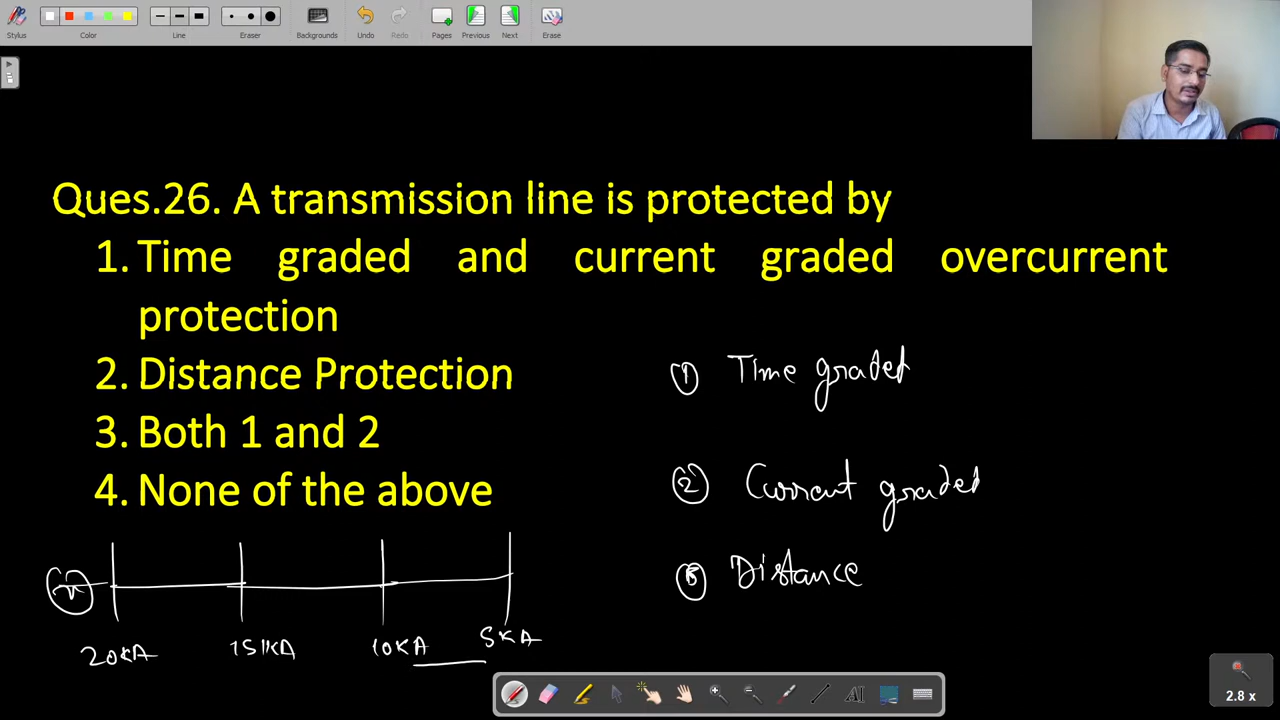 Stylus Color Line Eraser Backgrounds Undo Redo Pages Previous Next Erase
Ques.26. A transmission line is protected by
1. Time graded and current graded overcurrent
protection
2. Distance Protection
3. Both 1 and 2
4. None of the above
① Time graded
② Current graded
Distance
20KA 15KA 10KA 5KA
2.8 x